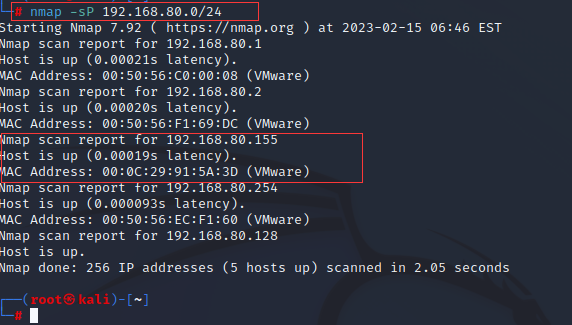 └─# nmap -sP 192.168.80.0/24
Starting Nmap 7.92 ( https://nmap.org ) at 2023-02-15 06:46 EST
Nmap scan report for 192.168.80.1
Host is up (0.00021s latency).
MAC Address: 00:50:56:C0:00:08 (VMware)
Nmap scan report for 192.168.80.2
Host is up (0.00020s latency).
MAC Address: 00:50:56:F1:69:DC (VMware)
Nmap scan report for 192.168.80.155
Host is up (0.00019s latency).
MAC Address: 00:0C:29:91:5A:3D (VMware)
Nmap scan report for 192.168.80.254
Host is up (0.000093s latency).
MAC Address: 00:50:56:EC:F1:60 (VMware)
Nmap scan report for 192.168.80.128
Host is up.
Nmap done: 256 IP addresses (5 hosts up) scanned in 2.05 seconds
┌──(root㉿kali)-[~]
└─#